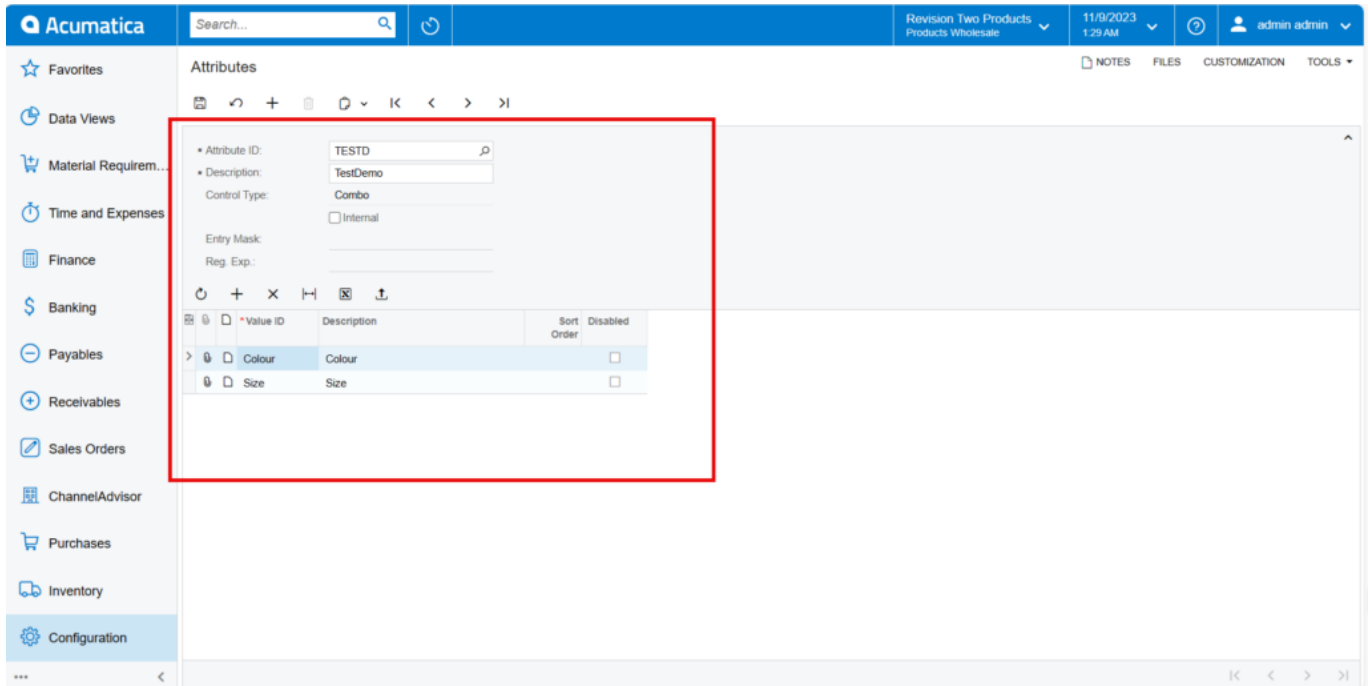 Acumatica
Search...
Revision Two Products
Products Wholesale
11/9/2023
1:29 AM
admin admin
Favorites
Data Views
Material Requirem...
Time and Expenses
Finance
Banking
Payables
Receivables
Sales Orders
ChannelAdvisor
Purchases
Inventory
Configuration
Attributes
NOTES FILES CUSTOMIZATION TOOLS
* Attribute ID: TESTD
* Description: TestDemo
Control Type: Combo
Internal
Entry Mask:
Reg. Exp.:
* Value ID Description Sort Order Disabled
Colour Colour
Size Size